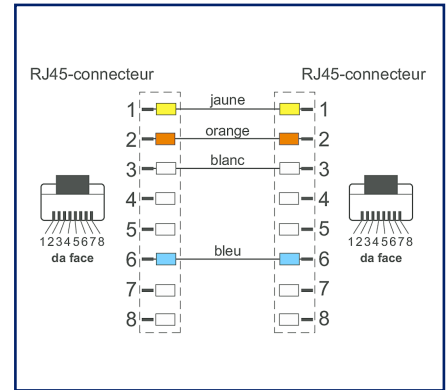 RJ45-connecteur RJ45-connecteur
1 jaune 1
2 orange 2
3 blanc 3
4 4
5 5
6 bleu 6
7 7
8 8
12345678 12345678
da face da face